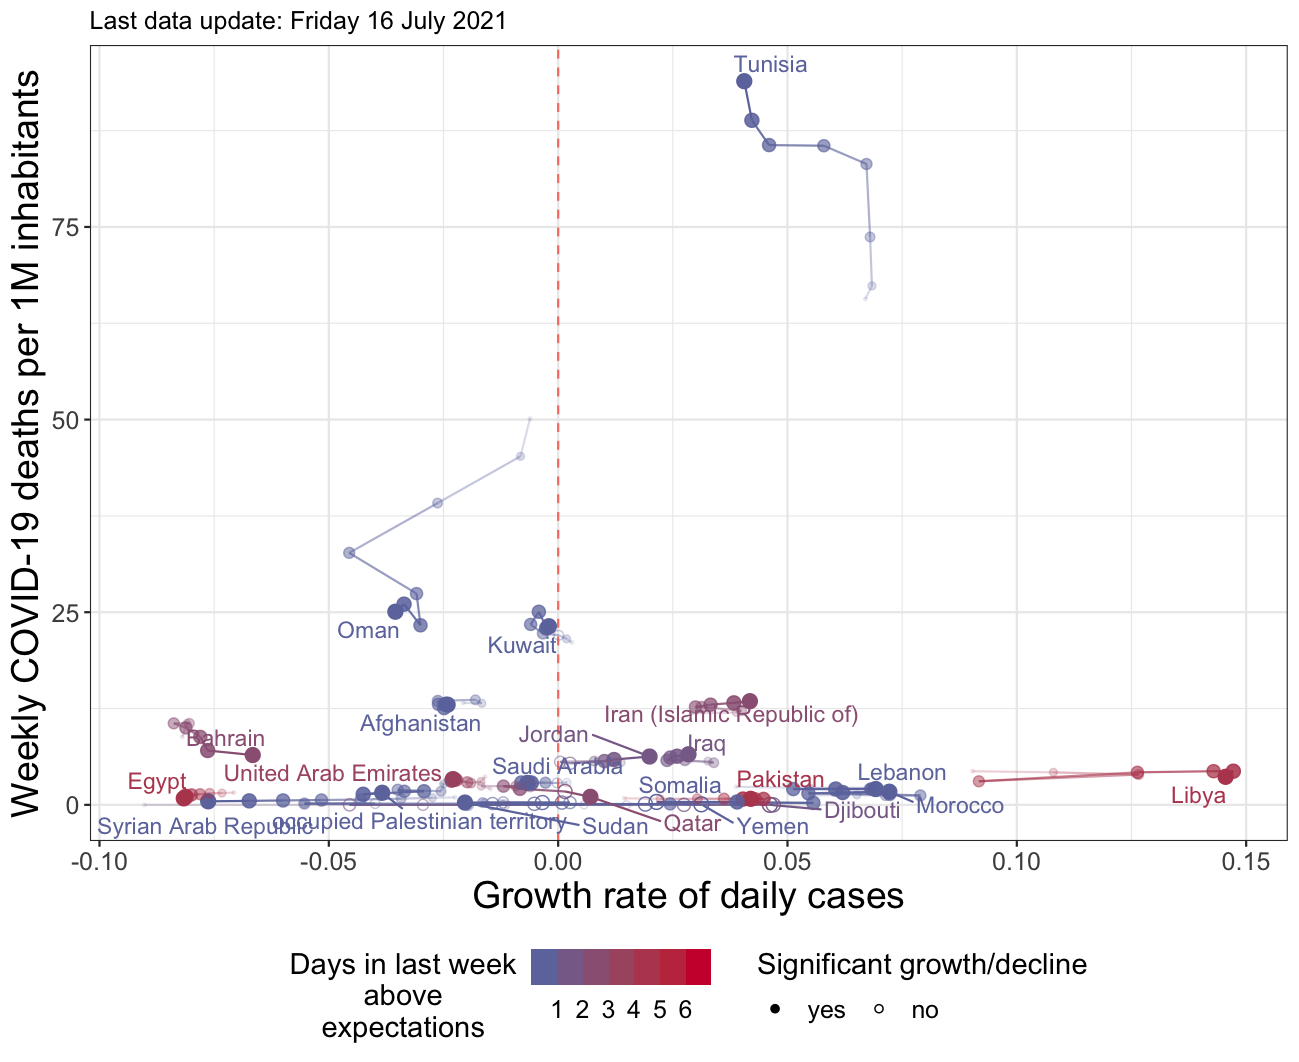 Last data update: Friday 16 July 2021
Weekly COVID-19 deaths per 1M inhabitants
75
50
25
0
Tunisia
Oman
Kuwait
Afghanistan
Iran (Islamic Republic of)
Jordan
Iraq
Bahrain
Saudi Arabia
United Arab Emirates
Egypt
Somalia
Pakistan
Lebanon
Morocco
Libya
Djibouti
Syrian Arab Republic
occupied Palestinian territory
Sudan
Qatar
Yemen
-0.10
-0.05
0.00
0.05
0.10
0.15
Growth rate of daily cases
Days in last week
above
expectations
1 2 3 4 5 6
Significant growth/decline
yes
no